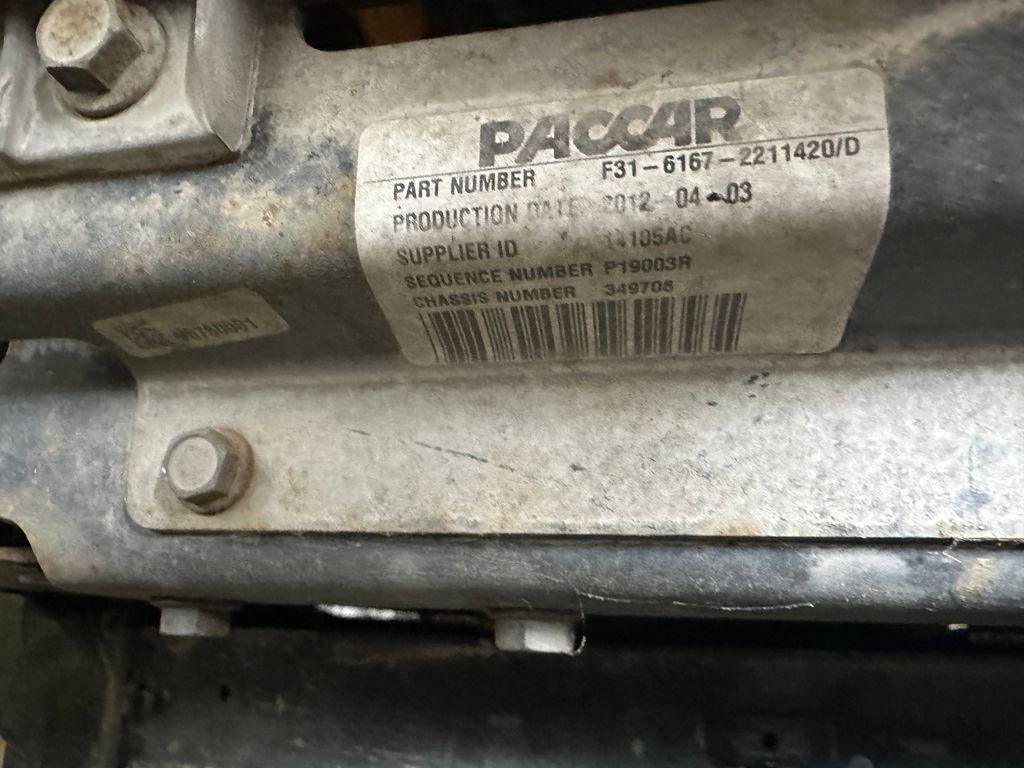 PACCAR
PART NUMBER F31-6167-2211420/D
PRODUCTION DATE 2012 04-03
SUPPLIER ID 14105AC
SEQUENCE NUMBER P19003R
CHASSIS NUMBER 349708